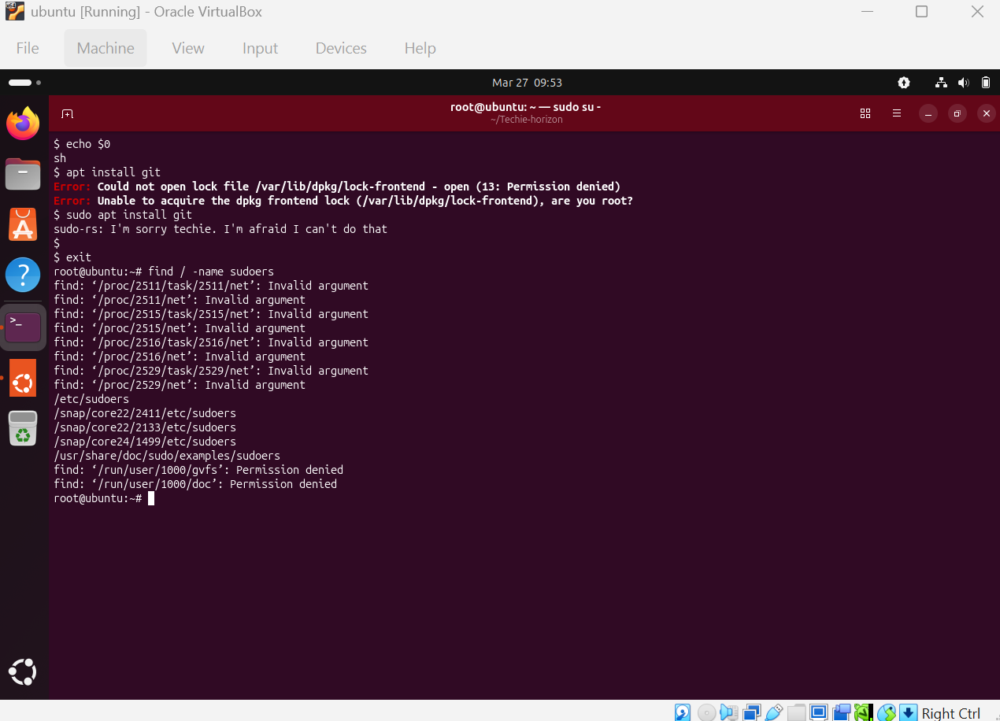 ubuntu [Running] - Oracle VirtualBox
File Machine View Input Devices Help
Mar 27 09:53
root@ubuntu: ~ — sudo su -
~/Techie-horizon
$ echo $0
sh
$ apt install git
Error: Could not open lock file /var/lib/dpkg/lock-frontend - open (13: Permission denied)
Error: Unable to acquire the dpkg frontend lock (/var/lib/dpkg/lock-frontend), are you root?
$ sudo apt install git
sudo-rs: I'm sorry techie. I'm afraid I can't do that
$
$ exit
root@ubuntu:~# find / -name sudoers
find: ‘/proc/2511/task/2511/net’: Invalid argument
find: ‘/proc/2511/net’: Invalid argument
find: ‘/proc/2515/task/2515/net’: Invalid argument
find: ‘/proc/2515/net’: Invalid argument
find: ‘/proc/2516/task/2516/net’: Invalid argument
find: ‘/proc/2516/net’: Invalid argument
find: ‘/proc/2529/task/2529/net’: Invalid argument
find: ‘/proc/2529/net’: Invalid argument
/etc/sudoers
/snap/core22/2411/etc/sudoers
/snap/core22/2133/etc/sudoers
/snap/core24/1499/etc/sudoers
/usr/share/doc/sudo/examples/sudoers
find: ‘/run/user/1000/gvfs’: Permission denied
find: ‘/run/user/1000/doc’: Permission denied
root@ubuntu:~#
Right Ctrl